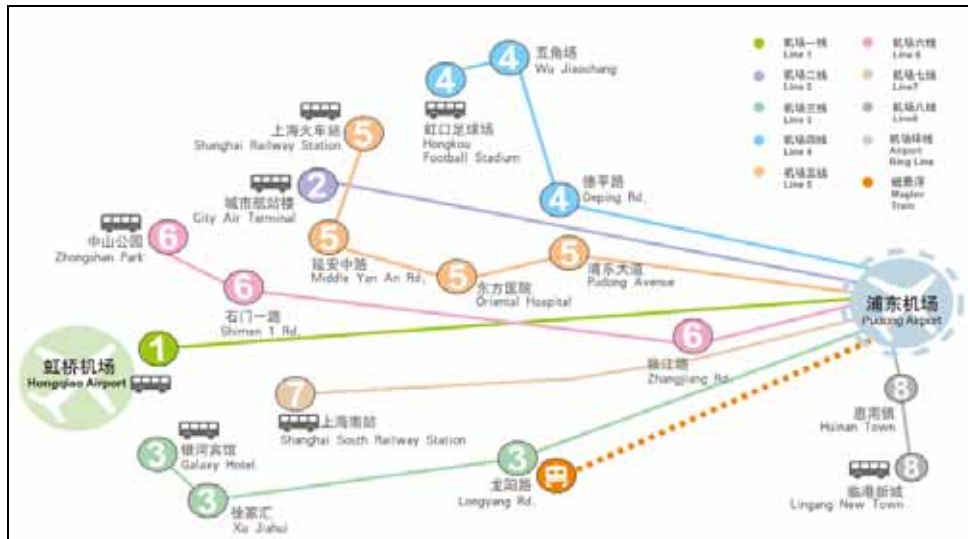 4
五角场
Wu Jiaochang
4
虹口足球场
Hongkou
Football Stadium
上海火车站
Shanghai Railway Station
5
城市航站楼
City Air Terminal
2
4
德平路
Deping Rd.
中山公园
Zhongshan Park
6
5
延安中路
Middle Yan An Rd.
5
东方医院
Oriental Hospital
5
浦东大道
Pudong Avenue
6
石门一路
Shimen 1 Rd.
浦东机场
Pudong Airport
虹桥机场
Hongqiao Airport
1
6
张江路
Zhangjiang Rd.
7
上海南站
Shanghai South Railway Station
8
惠南镇
Huinan Town
3
银河宾馆
Galaxy Hotel
3
徐家汇
Xu Jiahui
3
龙阳路
Longyang Rd.
8
临港新城
Lingang New Town
机场一线
Line 1
机场二线
Line 2
机场三线
Line 3
机场四线
Line 4
机场五线
Line 5
机场六线
Line 6
机场七线
Line7
机场八线
Line8
机场环线
Airport
Ring Line
磁悬浮
Maglev
Train